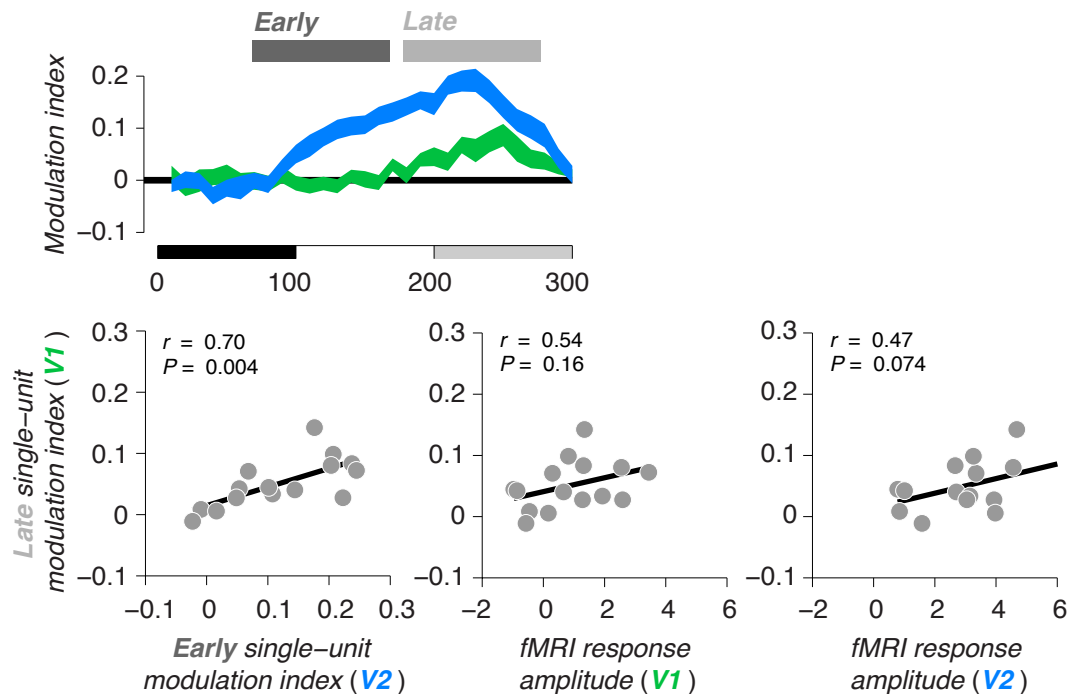 Early
Late
Modulation index
0.2
0.1
0
−0.1
0
100
200
300
Late single−unit
modulation index (V1)
0.3
0.2
0.1
0
−0.1
r = 0.70
P = 0.004
−0.1
0
0.1
0.2
0.3
Early single−unit
modulation index (V2)
0.3
0.2
0.1
0
−0.1
r = 0.54
P = 0.16
−2
0
2
4
6
fMRI response
amplitude (V1)
0.3
0.2
0.1
0
−0.1
r = 0.47
P = 0.074
−2
0
2
4
6
fMRI response
amplitude (V2)